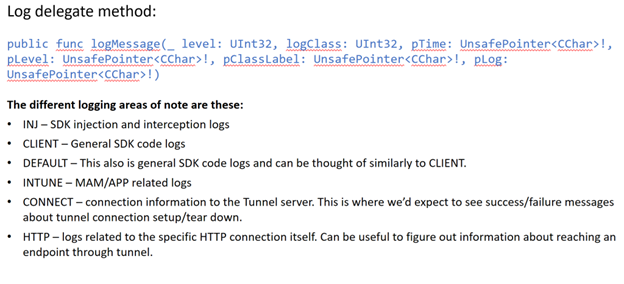 Log delegate method:
public func logMessage(_ level: UInt32, logClass: UInt32, pTime: UnsafePointer<CChar>!,
pLevel: UnsafePointer<CChar>!, pClassLabel: UnsafePointer<CChar>!, pLog:
UnsafePointer<CChar>!)
The different logging areas of note are these:
• INJ – SDK injection and interception logs
• CLIENT – General SDK code logs
• DEFAULT – This also is general SDK code logs and can be thought of similarly to CLIENT.
• INTUNE – MAM/APP related logs
• CONNECT – connection information to the Tunnel server. This is where we'd expect to see success/failure messages
about tunnel connection setup/tear down.
• HTTP – logs related to the specific HTTP connection itself. Can be useful to figure out information about reaching an
endpoint through tunnel.